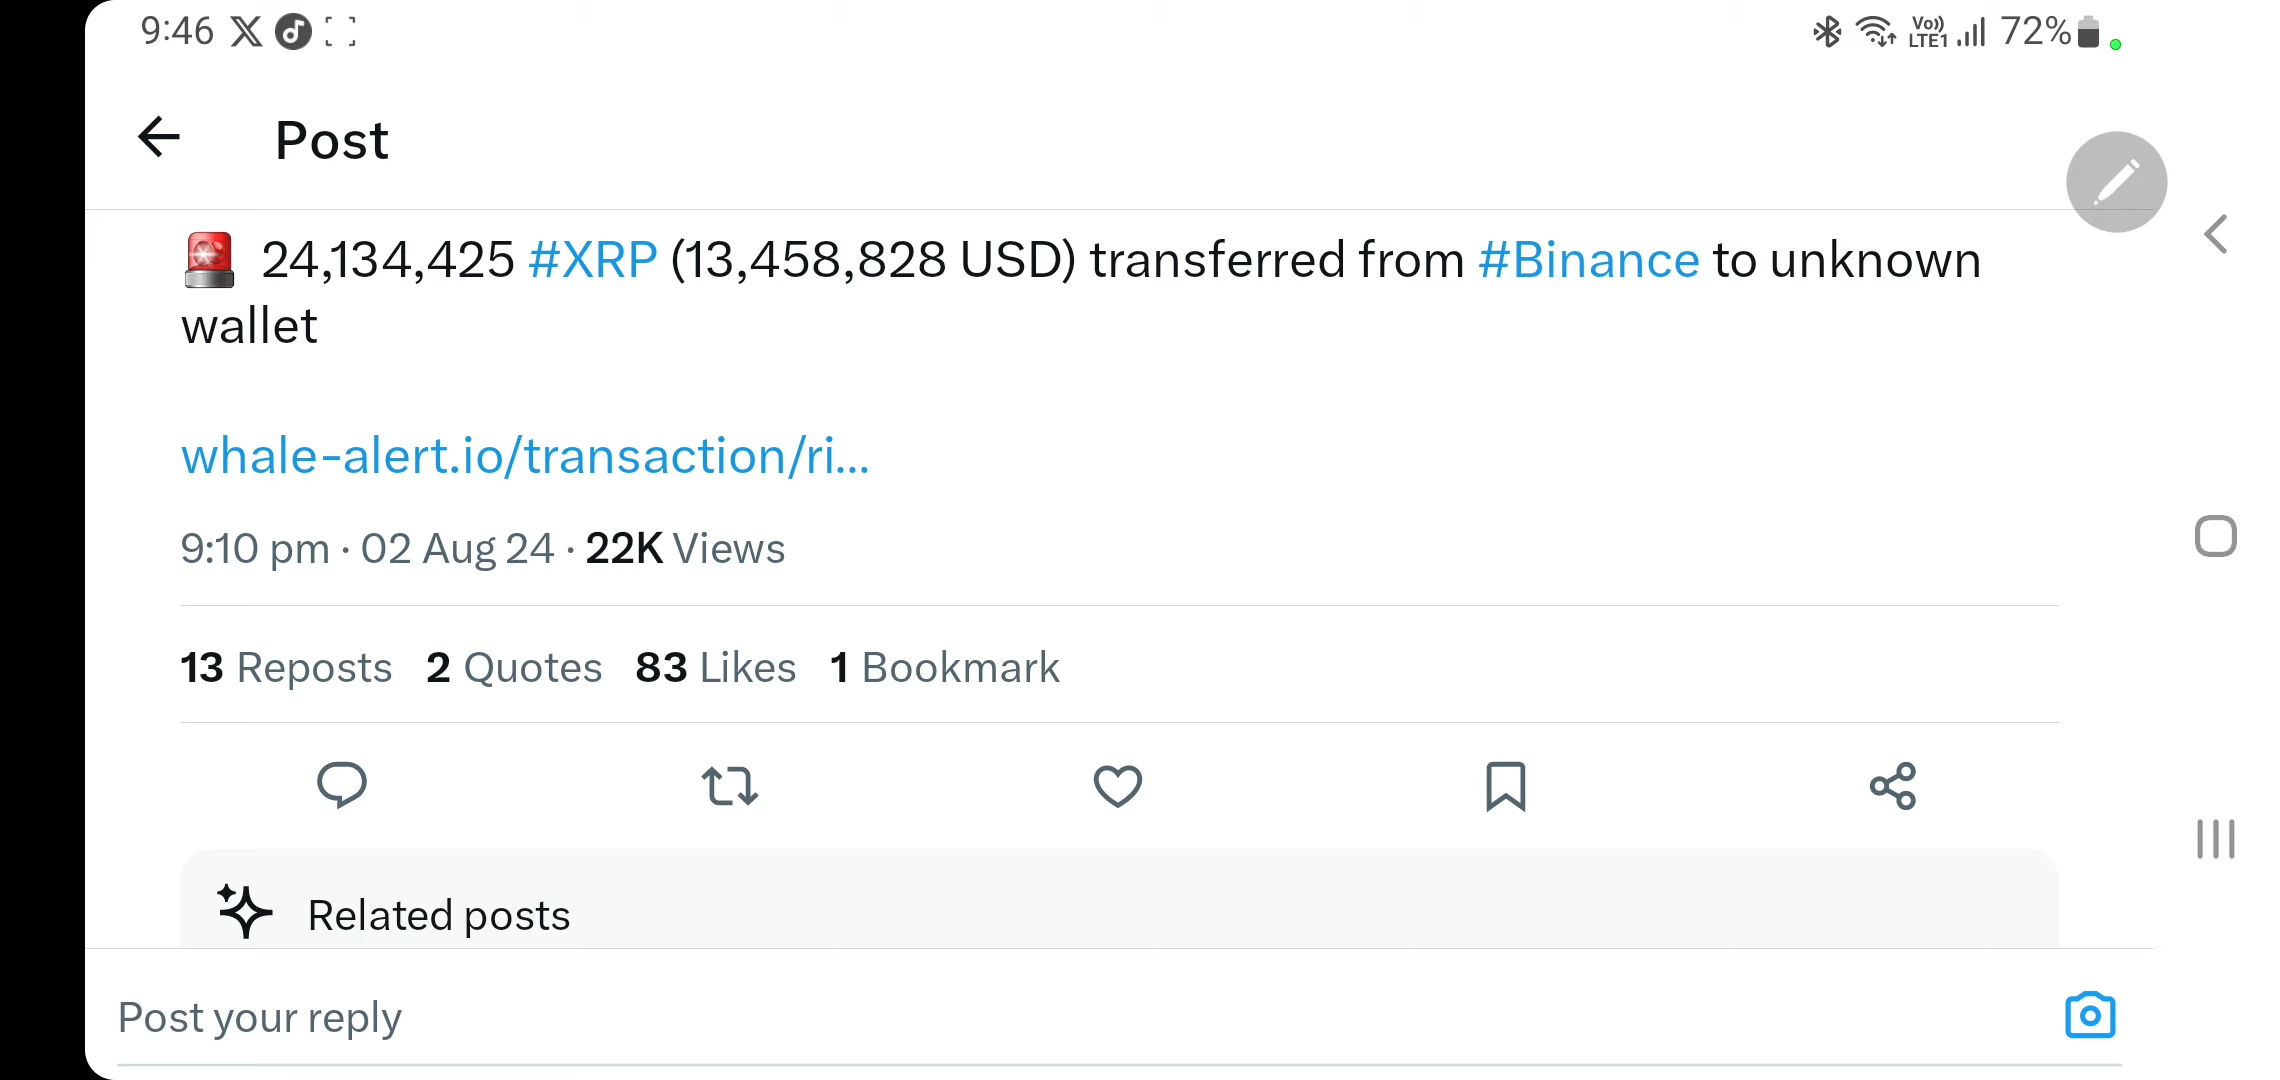 9:46 Vo)) LTE1 72%
Post
24,134,425 #XRP (13,458,828 USD) transferred from #Binance to unknown
wallet
whale-alert.io/transaction/ri...
9:10 pm · 02 Aug 24 · 22K Views
13 Reposts 2 Quotes 83 Likes 1 Bookmark
Related posts
Post your reply